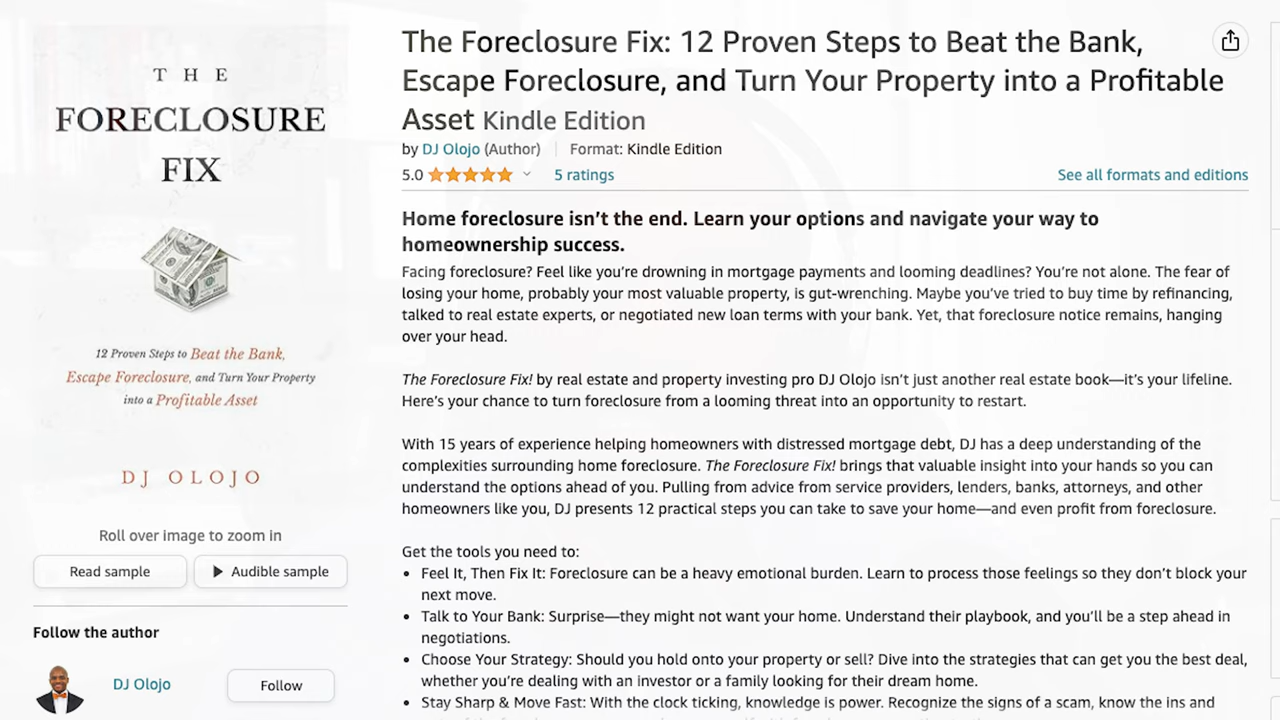 THE
FORECLOSURE
FIX
12 Proven Steps to Beat the Bank,
Escape Foreclosure, and Turn Your Property
into a Profitable Asset
DJ OLOJO
Roll over image to zoom in
Read sample
Audible sample
Follow the author
DJ Olojo
Follow
The Foreclosure Fix: 12 Proven Steps to Beat the Bank,
Escape Foreclosure, and Turn Your Property into a Profitable
Asset Kindle Edition
by DJ Olojo (Author) Format: Kindle Edition
5.0 5 ratings
See all formats and editions
Home foreclosure isn’t the end. Learn your options and navigate your way to
homeownership success.
Facing foreclosure? Feel like you’re drowning in mortgage payments and looming deadlines? You’re not alone. The fear of
losing your home, probably your most valuable property, is gut-wrenching. Maybe you’ve tried to buy time by refinancing,
talked to real estate experts, or negotiated new loan terms with your bank. Yet, that foreclosure notice remains, hanging
over your head.
The Foreclosure Fix! by real estate and property investing pro DJ Olojo isn’t just another real estate book—it’s your lifeline.
Here’s your chance to turn foreclosure from a looming threat into an opportunity to restart.
With 15 years of experience helping homeowners with distressed mortgage debt, DJ has a deep understanding of the
complexities surrounding home foreclosure. The Foreclosure Fix! brings that valuable insight into your hands so you can
understand the options ahead of you. Pulling from advice from service providers, lenders, banks, attorneys, and other
homeowners like you, DJ presents 12 practical steps you can take to save your home—and even profit from foreclosure.
Get the tools you need to:
• Feel It, Then Fix It: Foreclosure can be a heavy emotional burden. Learn to process those feelings so they don’t block your
next move.
• Talk to Your Bank: Surprise—they might not want your home. Understand their playbook, and you’ll be a step ahead in
negotiations.
• Choose Your Strategy: Should you hold onto your property or sell? Dive into the strategies that can get you the best deal,
whether you’re dealing with an investor or a family looking for their dream home.
• Stay Sharp & Move Fast: With the clock ticking, knowledge is power. Recognize the signs of a scam, know the ins and